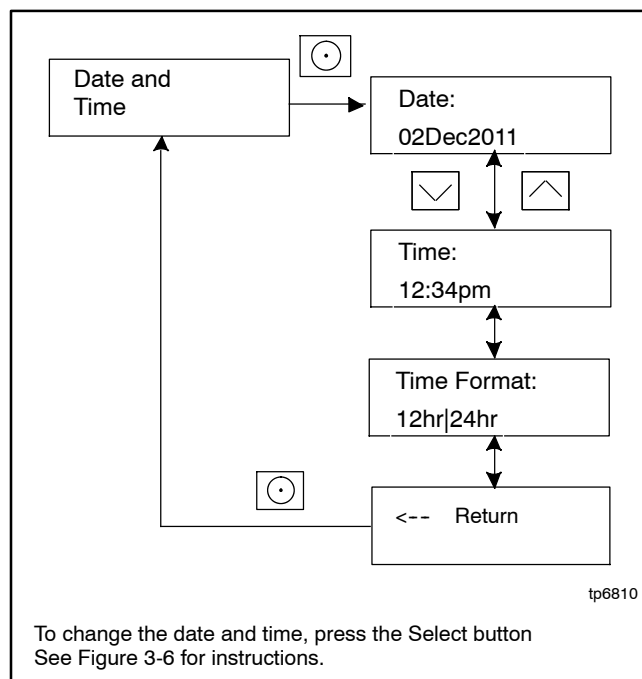 Date and
Time
Date:
02Dec2011
Time:
12:34pm
Time Format:
12hr|24hr
<-- Return
tp6810
To change the date and time, press the Select button
See Figure 3-6 for instructions.